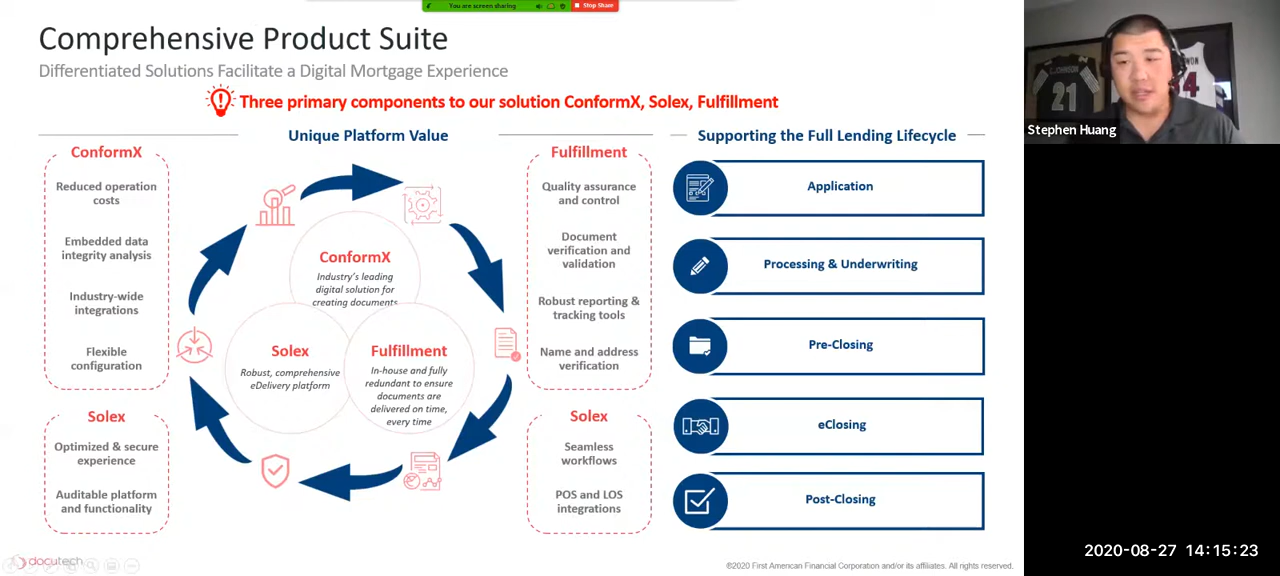 You are screen sharing
Stop Share
Comprehensive Product Suite
Differentiated Solutions Facilitate a Digital Mortgage Experience
Three primary components to our solution ConformX, Solex, Fulfillment
Unique Platform Value
ConformX
Reduced operation
costs
Embedded data
integrity analysis
Industry-wide
integrations
Flexible
configuration
Solex
Optimized & secure
experience
Auditable platform
and functionality
ConformX
Industry's leading
digital solution for
creating documents
Solex
Robust, comprehensive
eDelivery platform
Fulfillment
In-house and fully
redundant to ensure
documents are
delivered on time,
every time
Fulfillment
Quality assurance
and control
Document
verification and
validation
Robust reporting &
tracking tools
Name and address
verification
Solex
Seamless
workflows
POS and LOS
integrations
Supporting the Full Lending Lifecycle
Application
Processing & Underwriting
Pre-Closing
eClosing
Post-Closing
docutech
©2020 First American Financial Corporation and/or its affiliates. All rights reserved.
21
Stephen Huang
2020-08-27 14:15:23